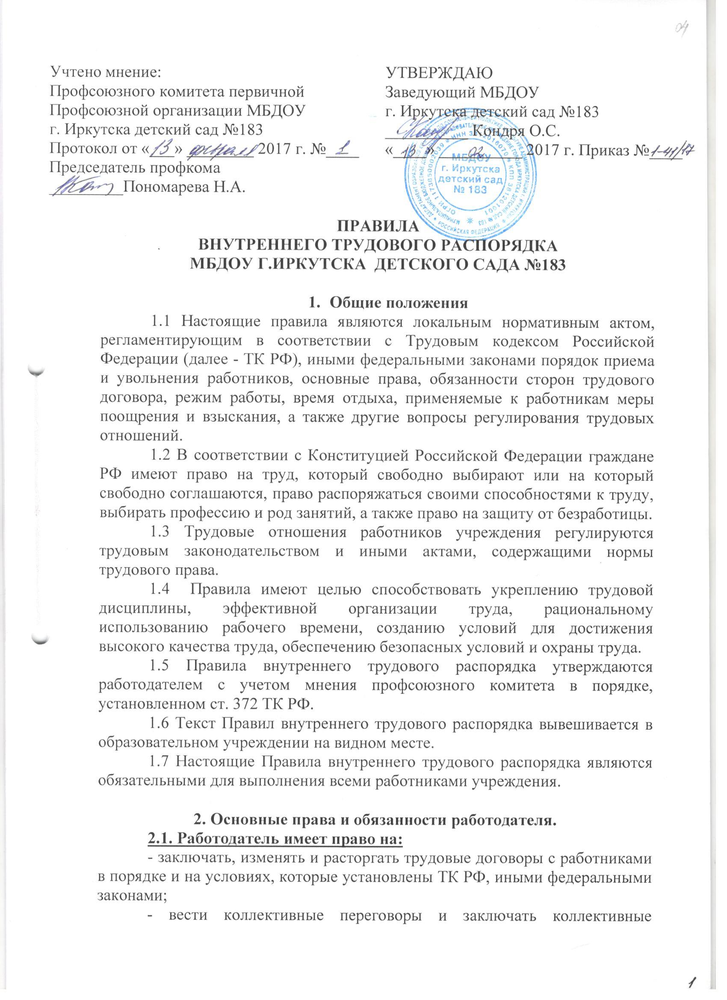 04
Учтено мнение:
Профсоюзного комитета первичной
Профсоюзной организации МБДОУ
г. Иркутска детский сад №183
Протокол от «13» февраля 2017 г. № 1
Председатель профкома
Пономарева Н.А.
УТВЕРЖДАЮ
Заведующий МБДОУ
г. Иркутска детский сад №183
Кондря О.С.
«13» 02 2017 г. Приказ №1-41/17
МБДОУ
г. Иркутска
детский сад
№ 183
РОССИЙСКАЯ ФЕДЕРАЦИЯ
ПРАВИЛА
ВНУТРЕННЕГО ТРУДОВОГО РАСПОРЯДКА
МБДОУ Г.ИРКУТСКА ДЕТСКОГО САДА №183
1. Общие положения
1.1 Настоящие правила являются локальным нормативным актом,
регламентирующим в соответствии с Трудовым кодексом Российской
Федерации (далее - ТК РФ), иными федеральными законами порядок приема
и увольнения работников, основные права, обязанности сторон трудового
договора, режим работы, время отдыха, применяемые к работникам меры
поощрения и взыскания, а также другие вопросы регулирования трудовых
отношений.
1.2 В соответствии с Конституцией Российской Федерации граждане
РФ имеют право на труд, который свободно выбирают или на который
свободно соглашаются, право распоряжаться своими способностями к труду,
выбирать профессию и род занятий, а также право на защиту от безработицы.
1.3 Трудовые отношения работников учреждения регулируются
трудовым законодательством и иными актами, содержащими нормы
трудового права.
1.4 Правила имеют целью способствовать укреплению трудовой
дисциплины, эффективной организации труда, рациональному
использованию рабочего времени, созданию условий для достижения
высокого качества труда, обеспечению безопасных условий и охраны труда.
1.5 Правила внутреннего трудового распорядка утверждаются
работодателем с учетом мнения профсоюзного комитета в порядке,
установленном ст. 372 ТК РФ.
1.6 Текст Правил внутреннего трудового распорядка вывешивается в
образовательном учреждении на видном месте.
1.7 Настоящие Правила внутреннего трудового распорядка являются
обязательными для выполнения всеми работниками учреждения.
2. Основные права и обязанности работодателя.
2.1. Работодатель имеет право на:
- заключать, изменять и расторгать трудовые договоры с работниками
в порядке и на условиях, которые установлены ТК РФ, иными федеральными
законами;
- вести коллективные переговоры и заключать коллективные
1